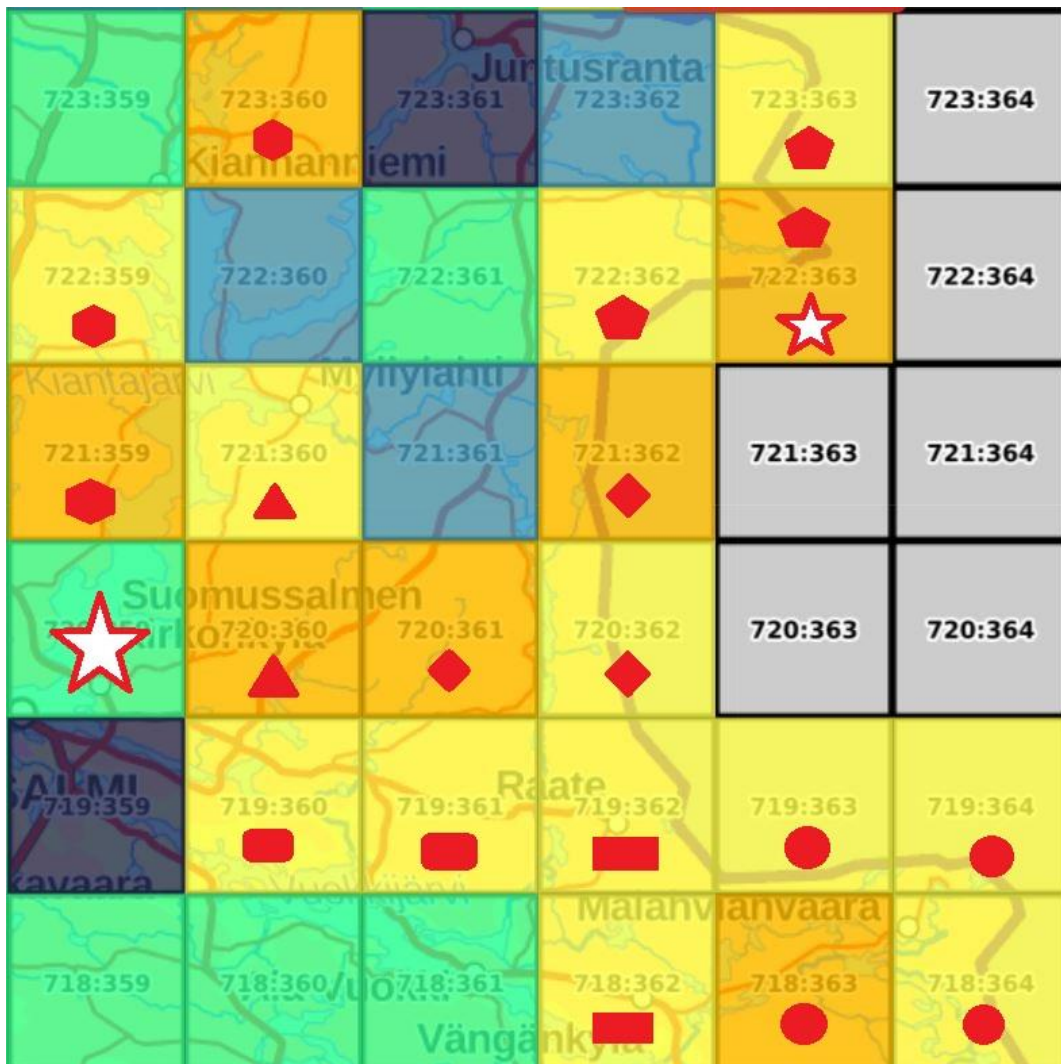 Juntusranta
723:359 723:360 723:361 723:362 723:363 723:364
Kianhanniemi
722:359 722:360 722:361 722:362 722:363 722:364
Kiantajärvi Myllylahti
721:359 721:360 721:361 721:362 721:363 721:364
Suomussalmen
720:360 720:361 720:362 720:363 720:364
Raate
719:359 719:360 719:361 719:362 719:363 719:364
kavaara Vuokkijärvi
Malahvianvaara
718:359 718:360 718:361 718:362 718:363 718:364
Vängänkylä